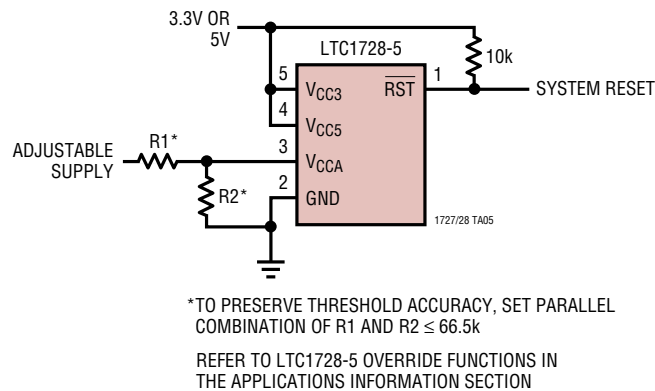 3.3V OR
5V
LTC1728-5
10k
5
VCC3
RST
1
SYSTEM RESET
4
VCC5
ADJUSTABLE
SUPPLY
R1*
3
VCCA
R2*
2
GND
1727/28 TA05
*TO PRESERVE THRESHOLD ACCURACY, SET PARALLEL
COMBINATION OF R1 AND R2 ≤ 66.5k
REFER TO LTC1728-5 OVERRIDE FUNCTIONS IN
THE APPLICATIONS INFORMATION SECTION